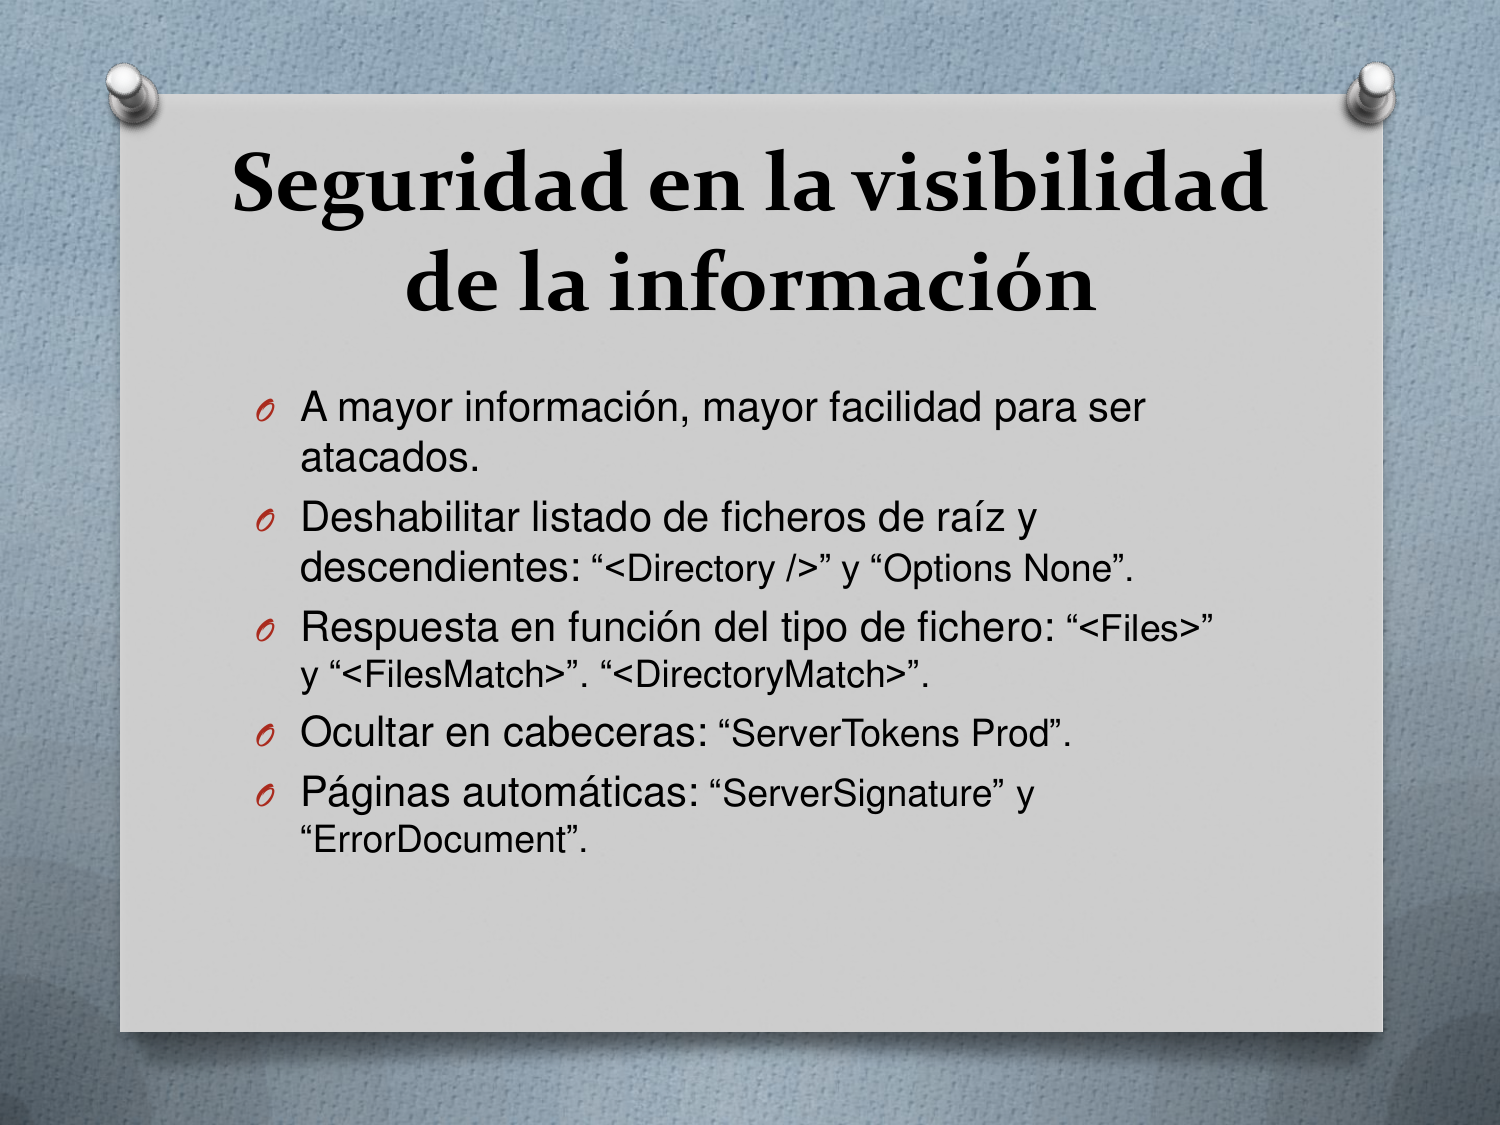 Seguridad en la visibilidad
de la información
A mayor información, mayor facilidad para ser
atacados.
Deshabilitar listado de ficheros de raíz y
descendientes: “<Directory />” y “Options None”.
Respuesta en función del tipo de fichero: “<Files>”
y “<FilesMatch>”. “<DirectoryMatch>”.
Ocultar en cabeceras: “ServerTokens Prod”.
Páginas automáticas: “ServerSignature” y
“ErrorDocument”.